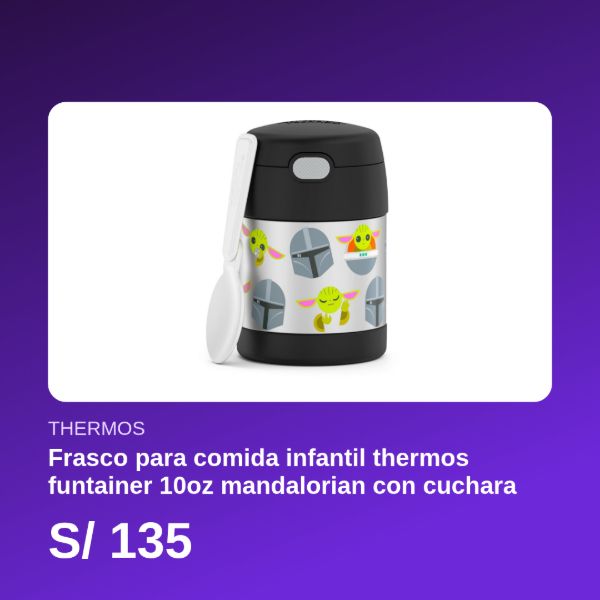 THERMOS
Frasco para comida infantil thermos
funtainer 10oz mandalorian con cuchara
S/ 135